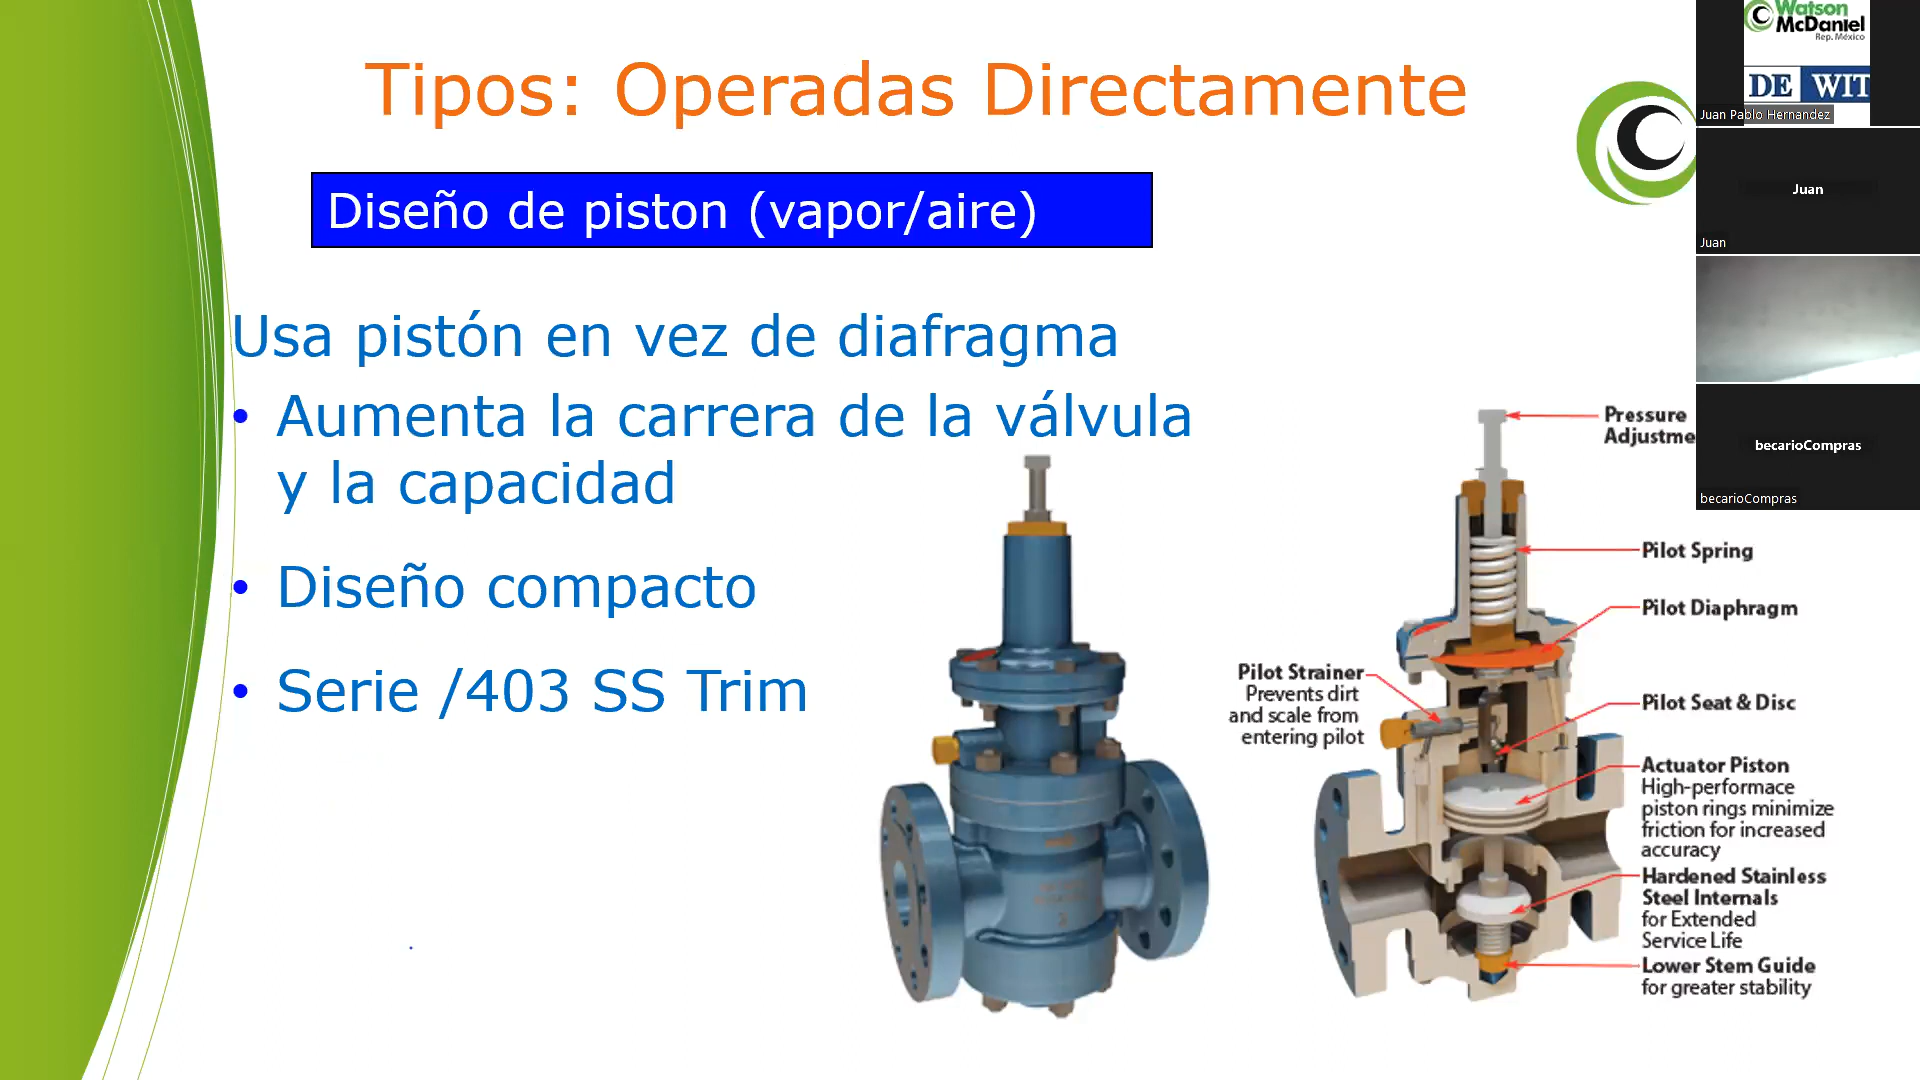 Tipos: Operadas Directamente
Diseño de piston (vapor/aire)
Usa pistón en vez de diafragma
• Aumenta la carrera de la válvula
y la capacidad
• Diseño compacto
• Serie /403 SS Trim
Pressure
Adjustme
Pilot Spring
Pilot Diaphragm
Pilot Strainer
Prevents dirt
and scale from
entering pilot
Pilot Seat & Disc
Actuator Piston
High-performace
piston rings minimize
friction for increased
accuracy
Hardened Stainless
Steel Internals
for Extended
Service Life
Lower Stem Guide
for greater stability
Watson
McDaniel
Rep. México
DE WIT
Juan Pablo Hernandez
Juan
Juan
becarioCompras
becarioCompras